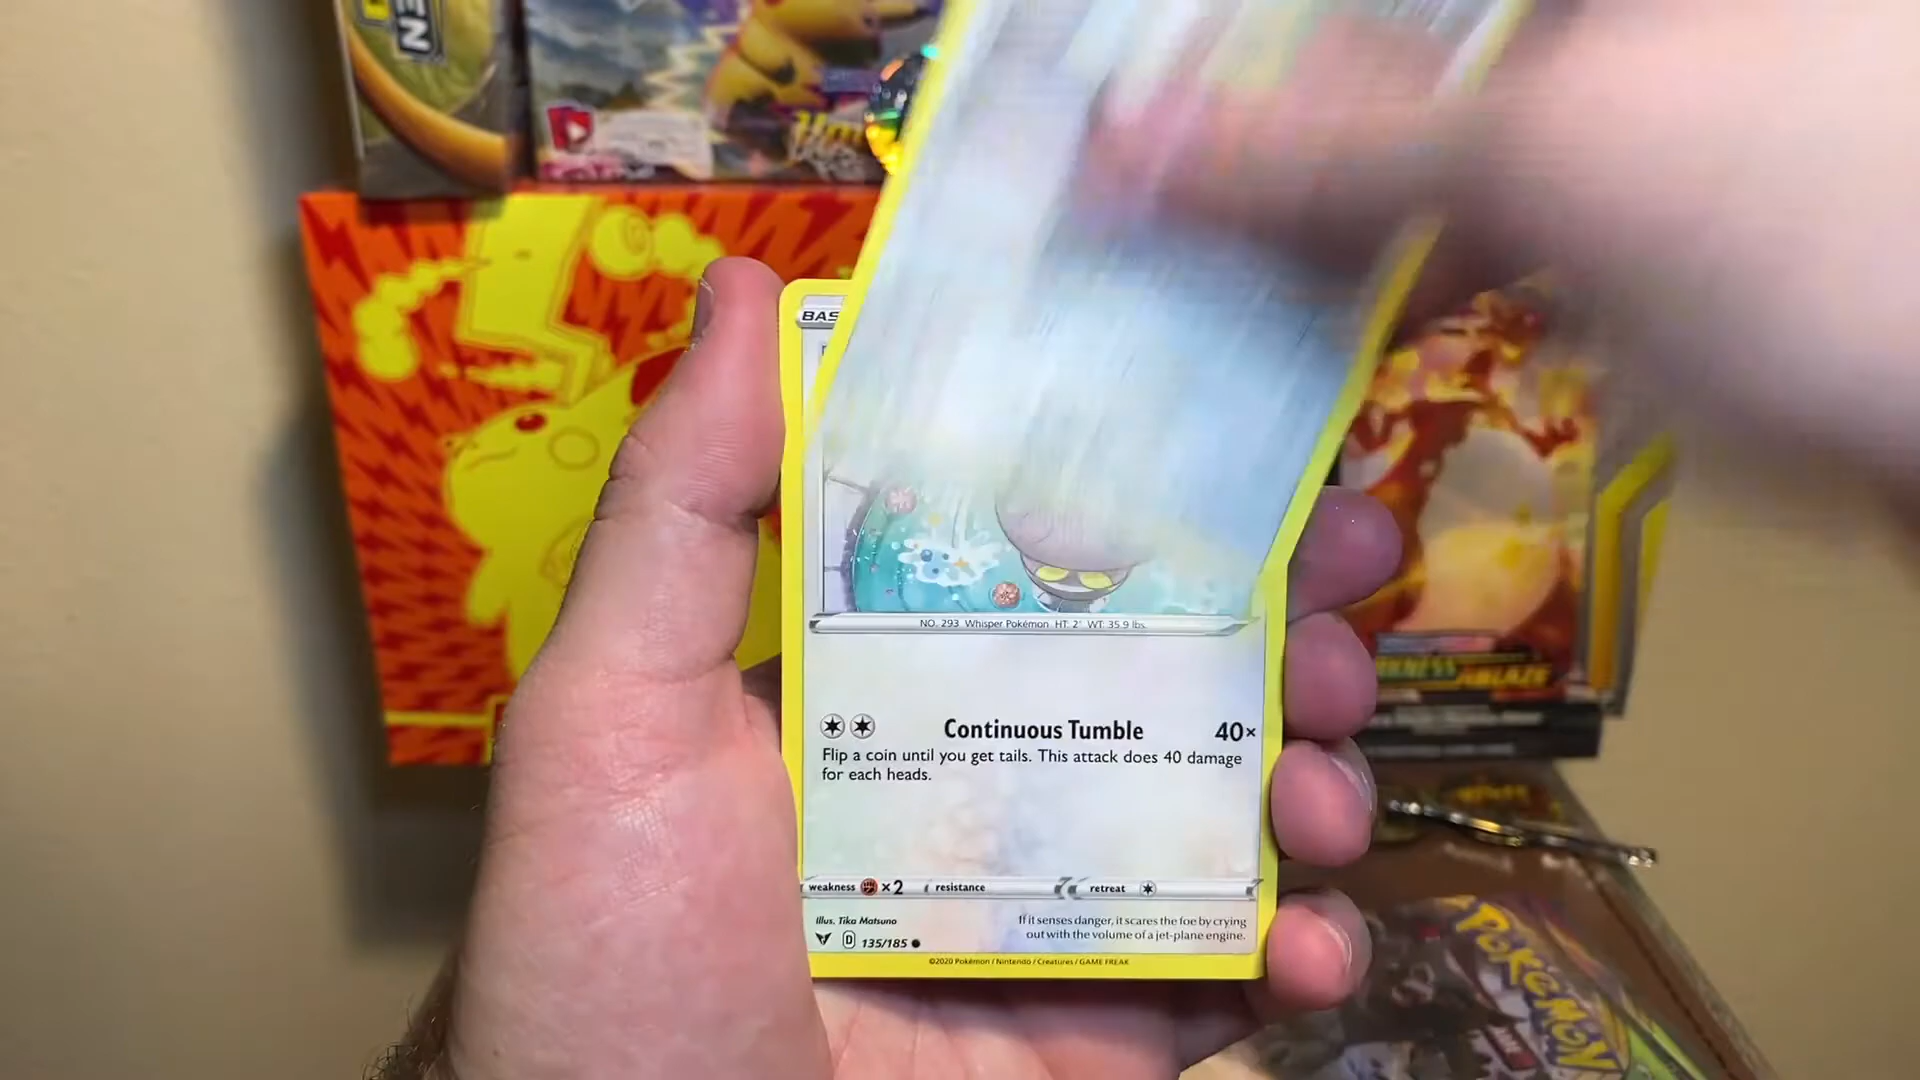 EN
BAS
NO. 293 Whisper Pokémon HT: 2' WT: 35.9 lbs.
Continuous Tumble 40×
Flip a coin until you get tails. This attack does 40 damage
for each heads.
weakness ×2 resistance retreat
Illus. Tika Matsuno
If it senses danger, it scares the foe by crying
out with the volume of a jet-plane engine.
D 135/185
©2020 Pokémon / Nintendo / Creatures / GAME FREAK
RKNESS ABLAZE
POKÉMON